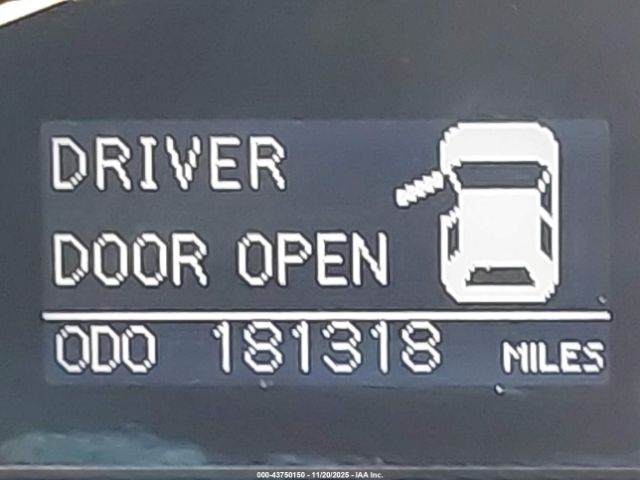 DRIVER
DOOR OPEN
ODO 181318 MILES
000-43750150 - 11/20/2025 - IAA Inc.